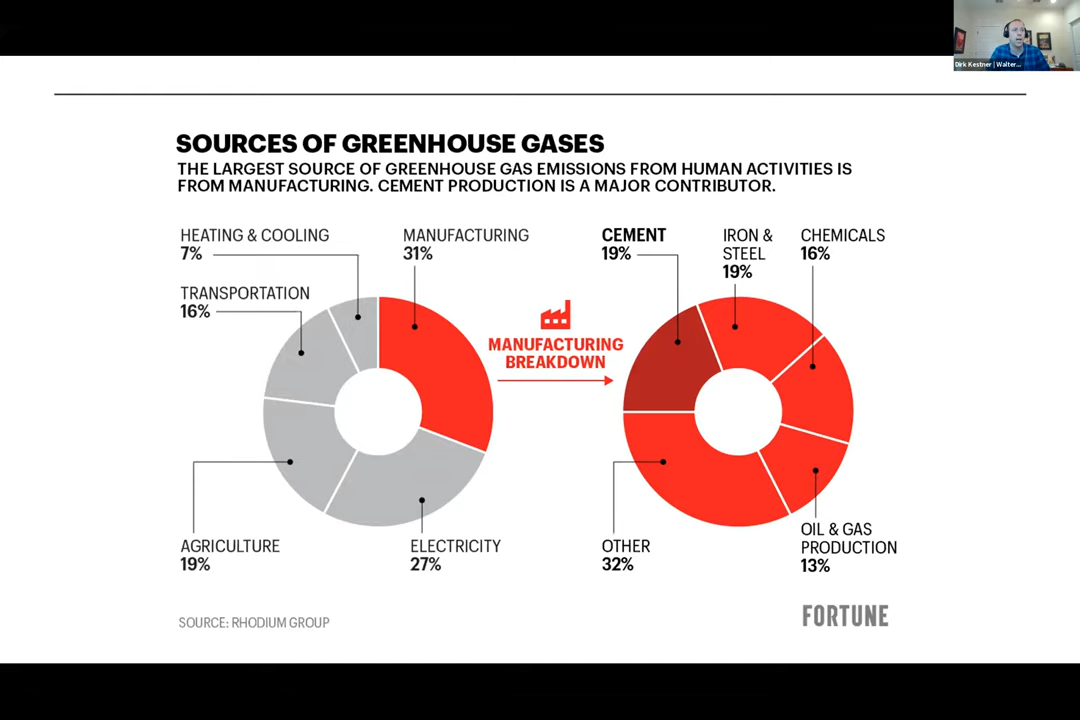 Dirk Kestner | Walter...
SOURCES OF GREENHOUSE GASES
THE LARGEST SOURCE OF GREENHOUSE GAS EMISSIONS FROM HUMAN ACTIVITIES IS
FROM MANUFACTURING. CEMENT PRODUCTION IS A MAJOR CONTRIBUTOR.
HEATING & COOLING
7%
MANUFACTURING
31%
TRANSPORTATION
16%
AGRICULTURE
19%
ELECTRICITY
27%
MANUFACTURING
BREAKDOWN
CEMENT
19%
IRON &
STEEL
19%
CHEMICALS
16%
OTHER
32%
OIL & GAS
PRODUCTION
13%
SOURCE: RHODIUM GROUP
FORTUNE